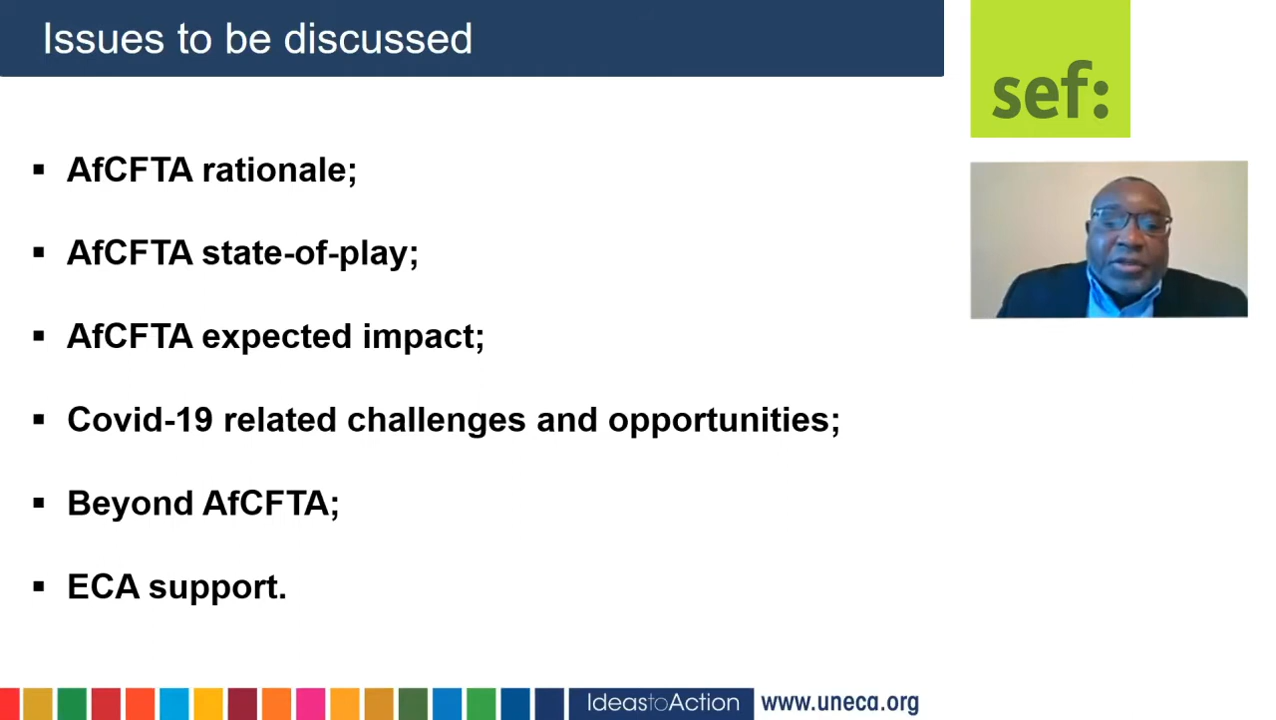 Issues to be discussed
sef:
▪ AfCFTA rationale;
▪ AfCFTA state-of-play;
▪ AfCFTA expected impact;
▪ Covid-19 related challenges and opportunities;
▪ Beyond AfCFTA;
▪ ECA support.
IdeastoAction www.uneca.org